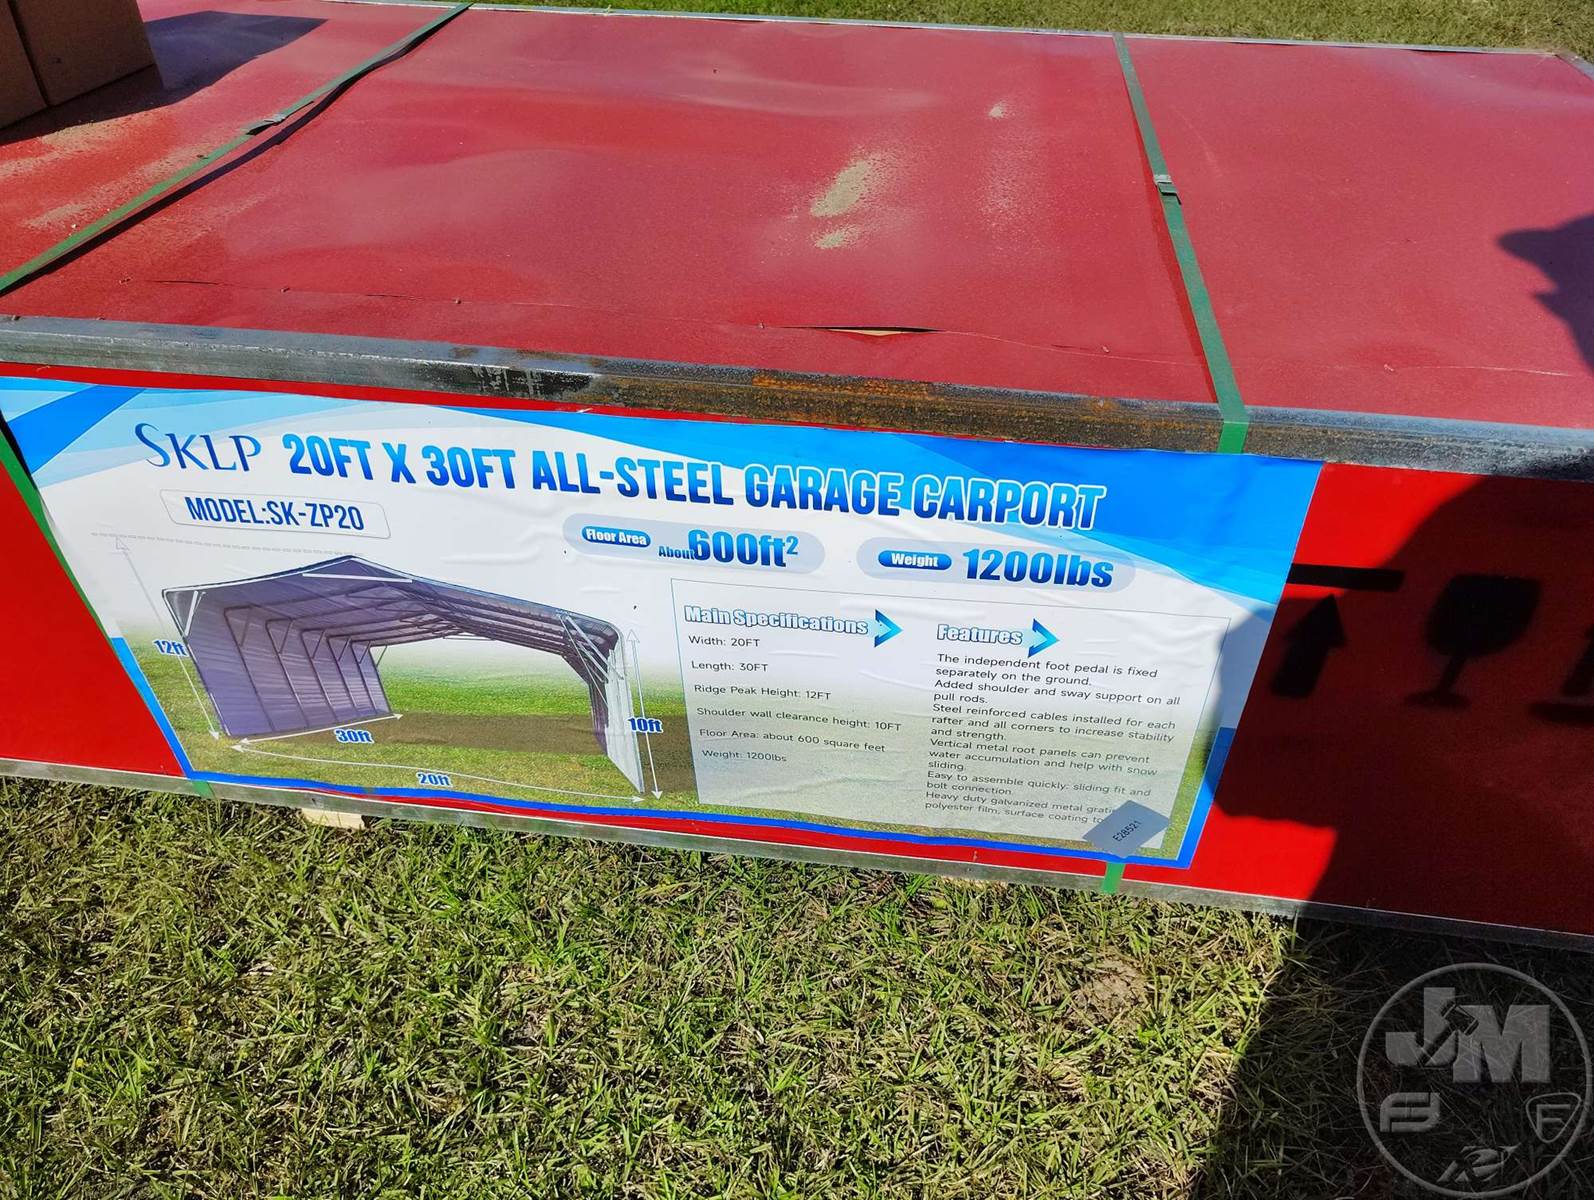 SKLP 20FT X 30FT ALL-STEEL GARAGE CARPORT
MODEL:SK-ZP20
Floor Area About 600ft²
Weight 1200lbs
12ft
30ft
20ft
10ft
Main Specifications
Width: 20FT
Length: 30FT
Ridge Peak Height: 12FT
Shoulder wall clearance height: 10FT
Floor Area: about 600 square feet
Weight: 1200lbs
Features
The independent foot pedal is fixed
separately on the ground.
Added shoulder and sway support on all
pull rods.
Steel reinforced cables installed for each
rafter and all corners to increase stability
and strength.
Vertical metal root panels can prevent
water accumulation and help with snow
sliding.
Easy to assemble quickly: sliding fit and
bolt connection.
Heavy duty galvanized metal
polyester film, surface coating
E28521
JM